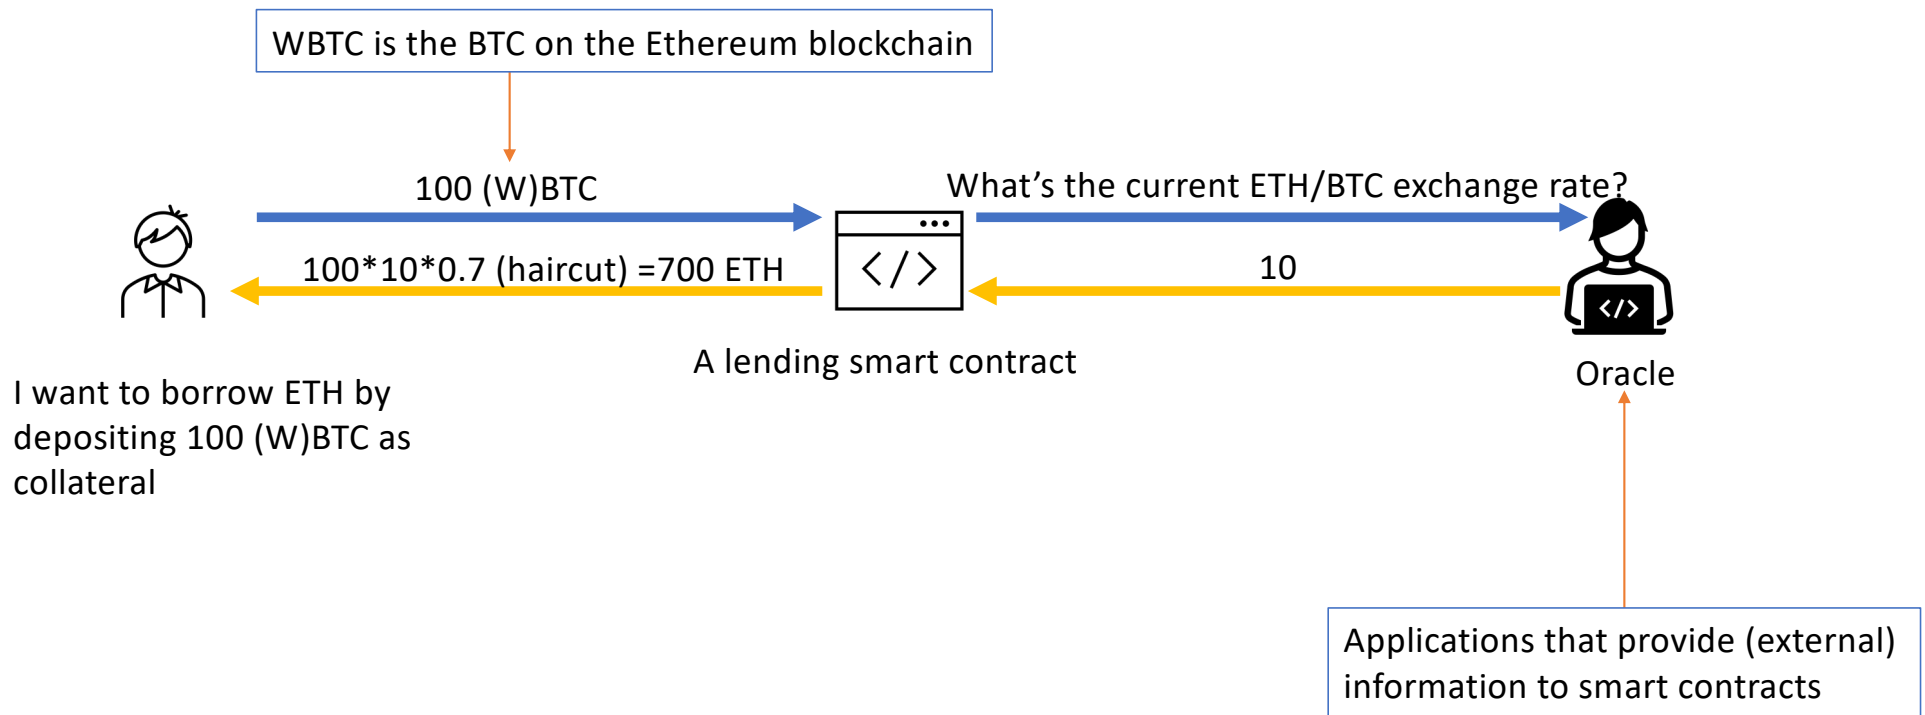 WBTC is the BTC on the Ethereum blockchain
100 (W)BTC
What’s the current ETH/BTC exchange rate?
</>
100*10*0.7 (haircut) =700 ETH
10
</>
A lending smart contract
Oracle
I want to borrow ETH by
depositing 100 (W)BTC as
collateral
Applications that provide (external)
information to smart contracts